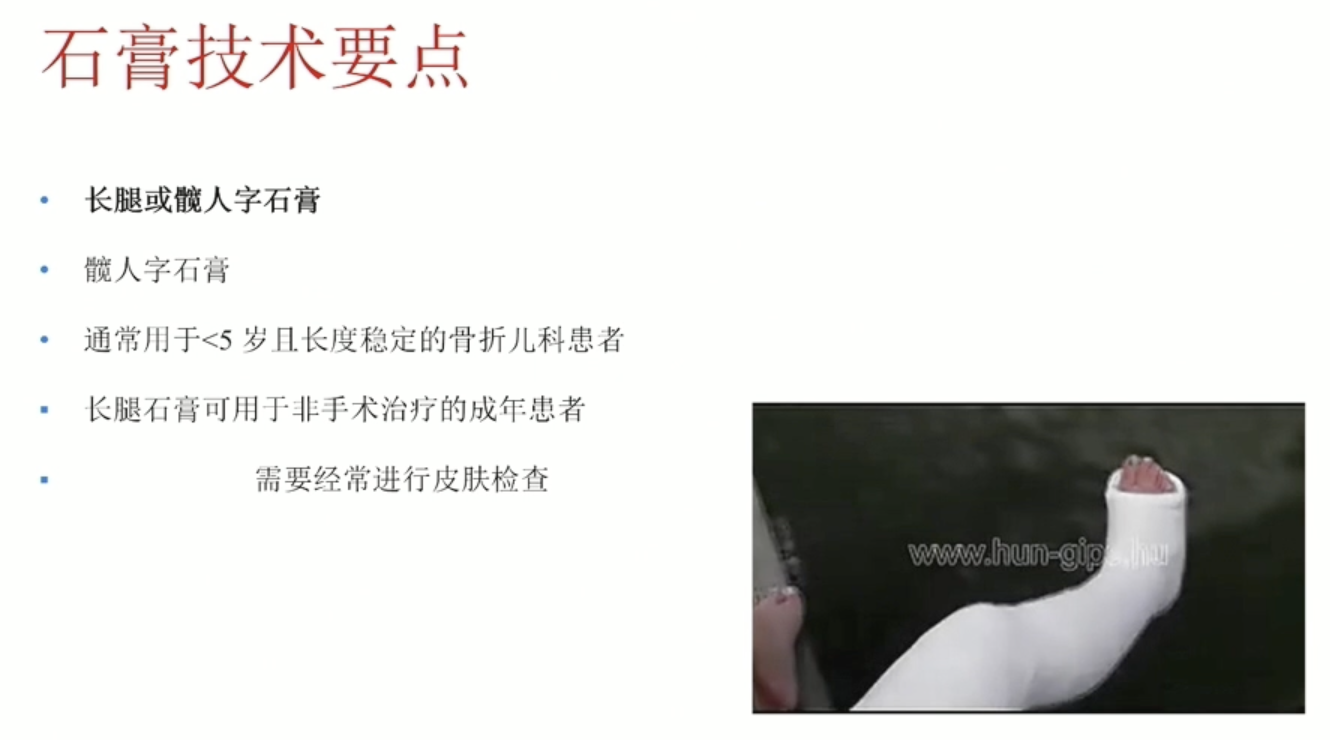 石膏技术要点
长腿或髋人字石膏
髋人字石膏
通常用于<5 岁且长度稳定的骨折儿科患者
长腿石膏可用于非手术治疗的成年患者
需要经常进行皮肤检查
www.hun-gips.hu